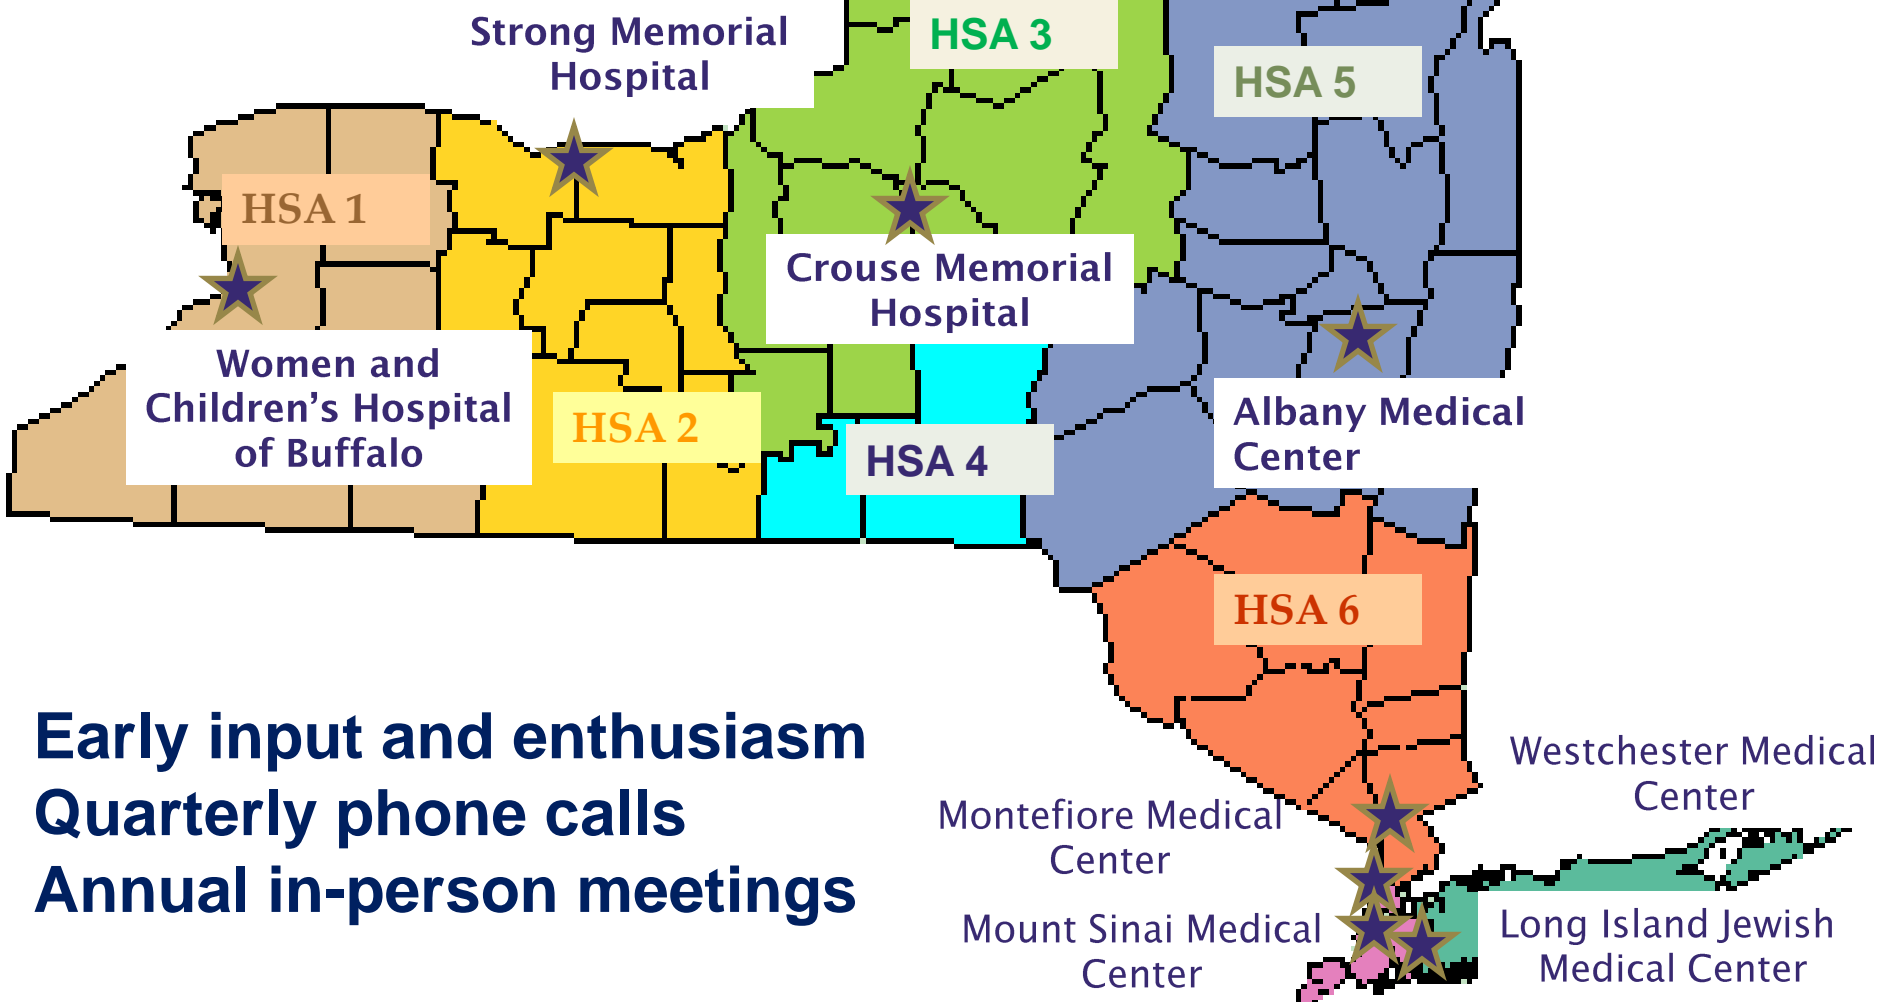 Strong Memorial
Hospital
HSA 3
HSA 5
HSA 1
Crouse Memorial
Hospital
Women and
Children’s Hospital
of Buffalo
HSA 2
HSA 4
Albany Medical
Center
HSA 6
Early input and enthusiasm
Quarterly phone calls
Annual in-person meetings
Westchester Medical
Center
Montefiore Medical
Center
Mount Sinai Medical
Center
Long Island Jewish
Medical Center